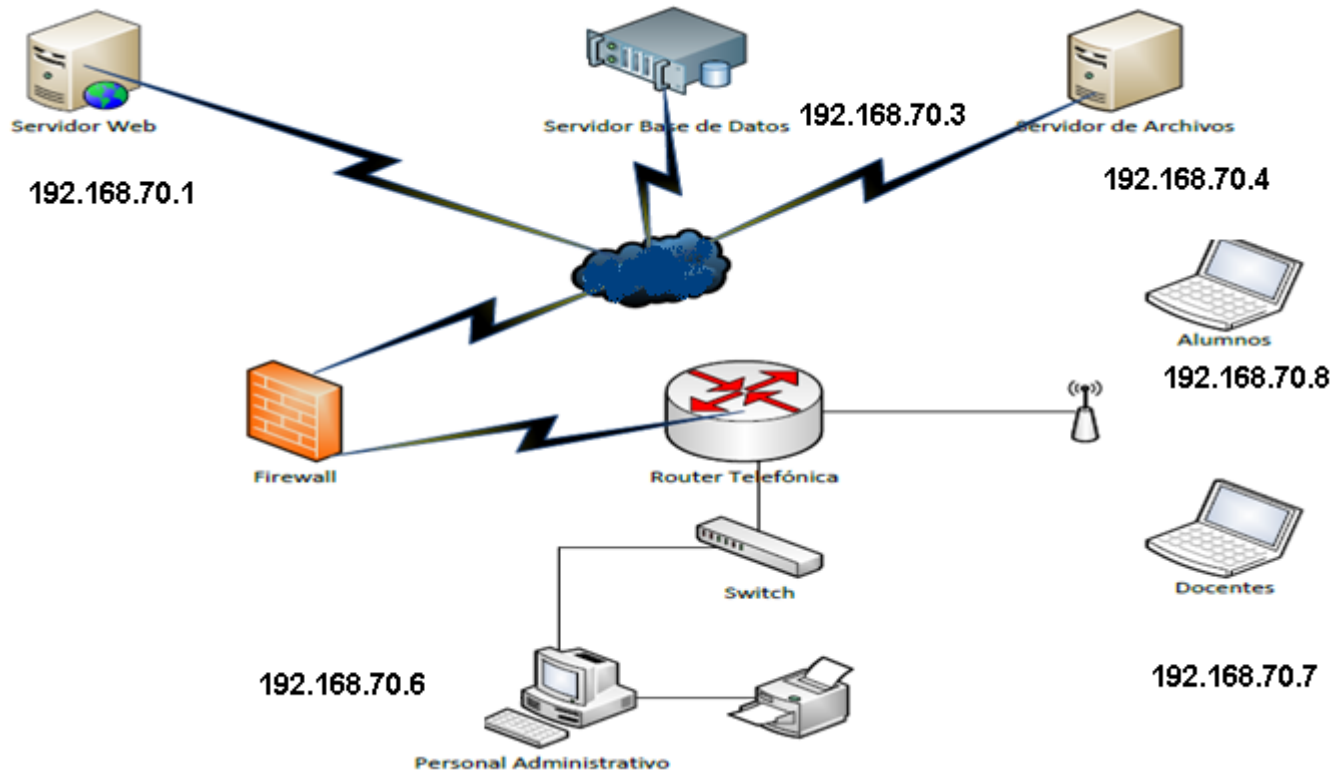 Servidor Web
Servidor Base de Datos
192.168.70.3
Servidor de Archivos
192.168.70.1
192.168.70.4
Alumnos
192.168.70.8
Firewall
Router Telefónica
Switch
Docentes
192.168.70.6
192.168.70.7
Personal Administrativo